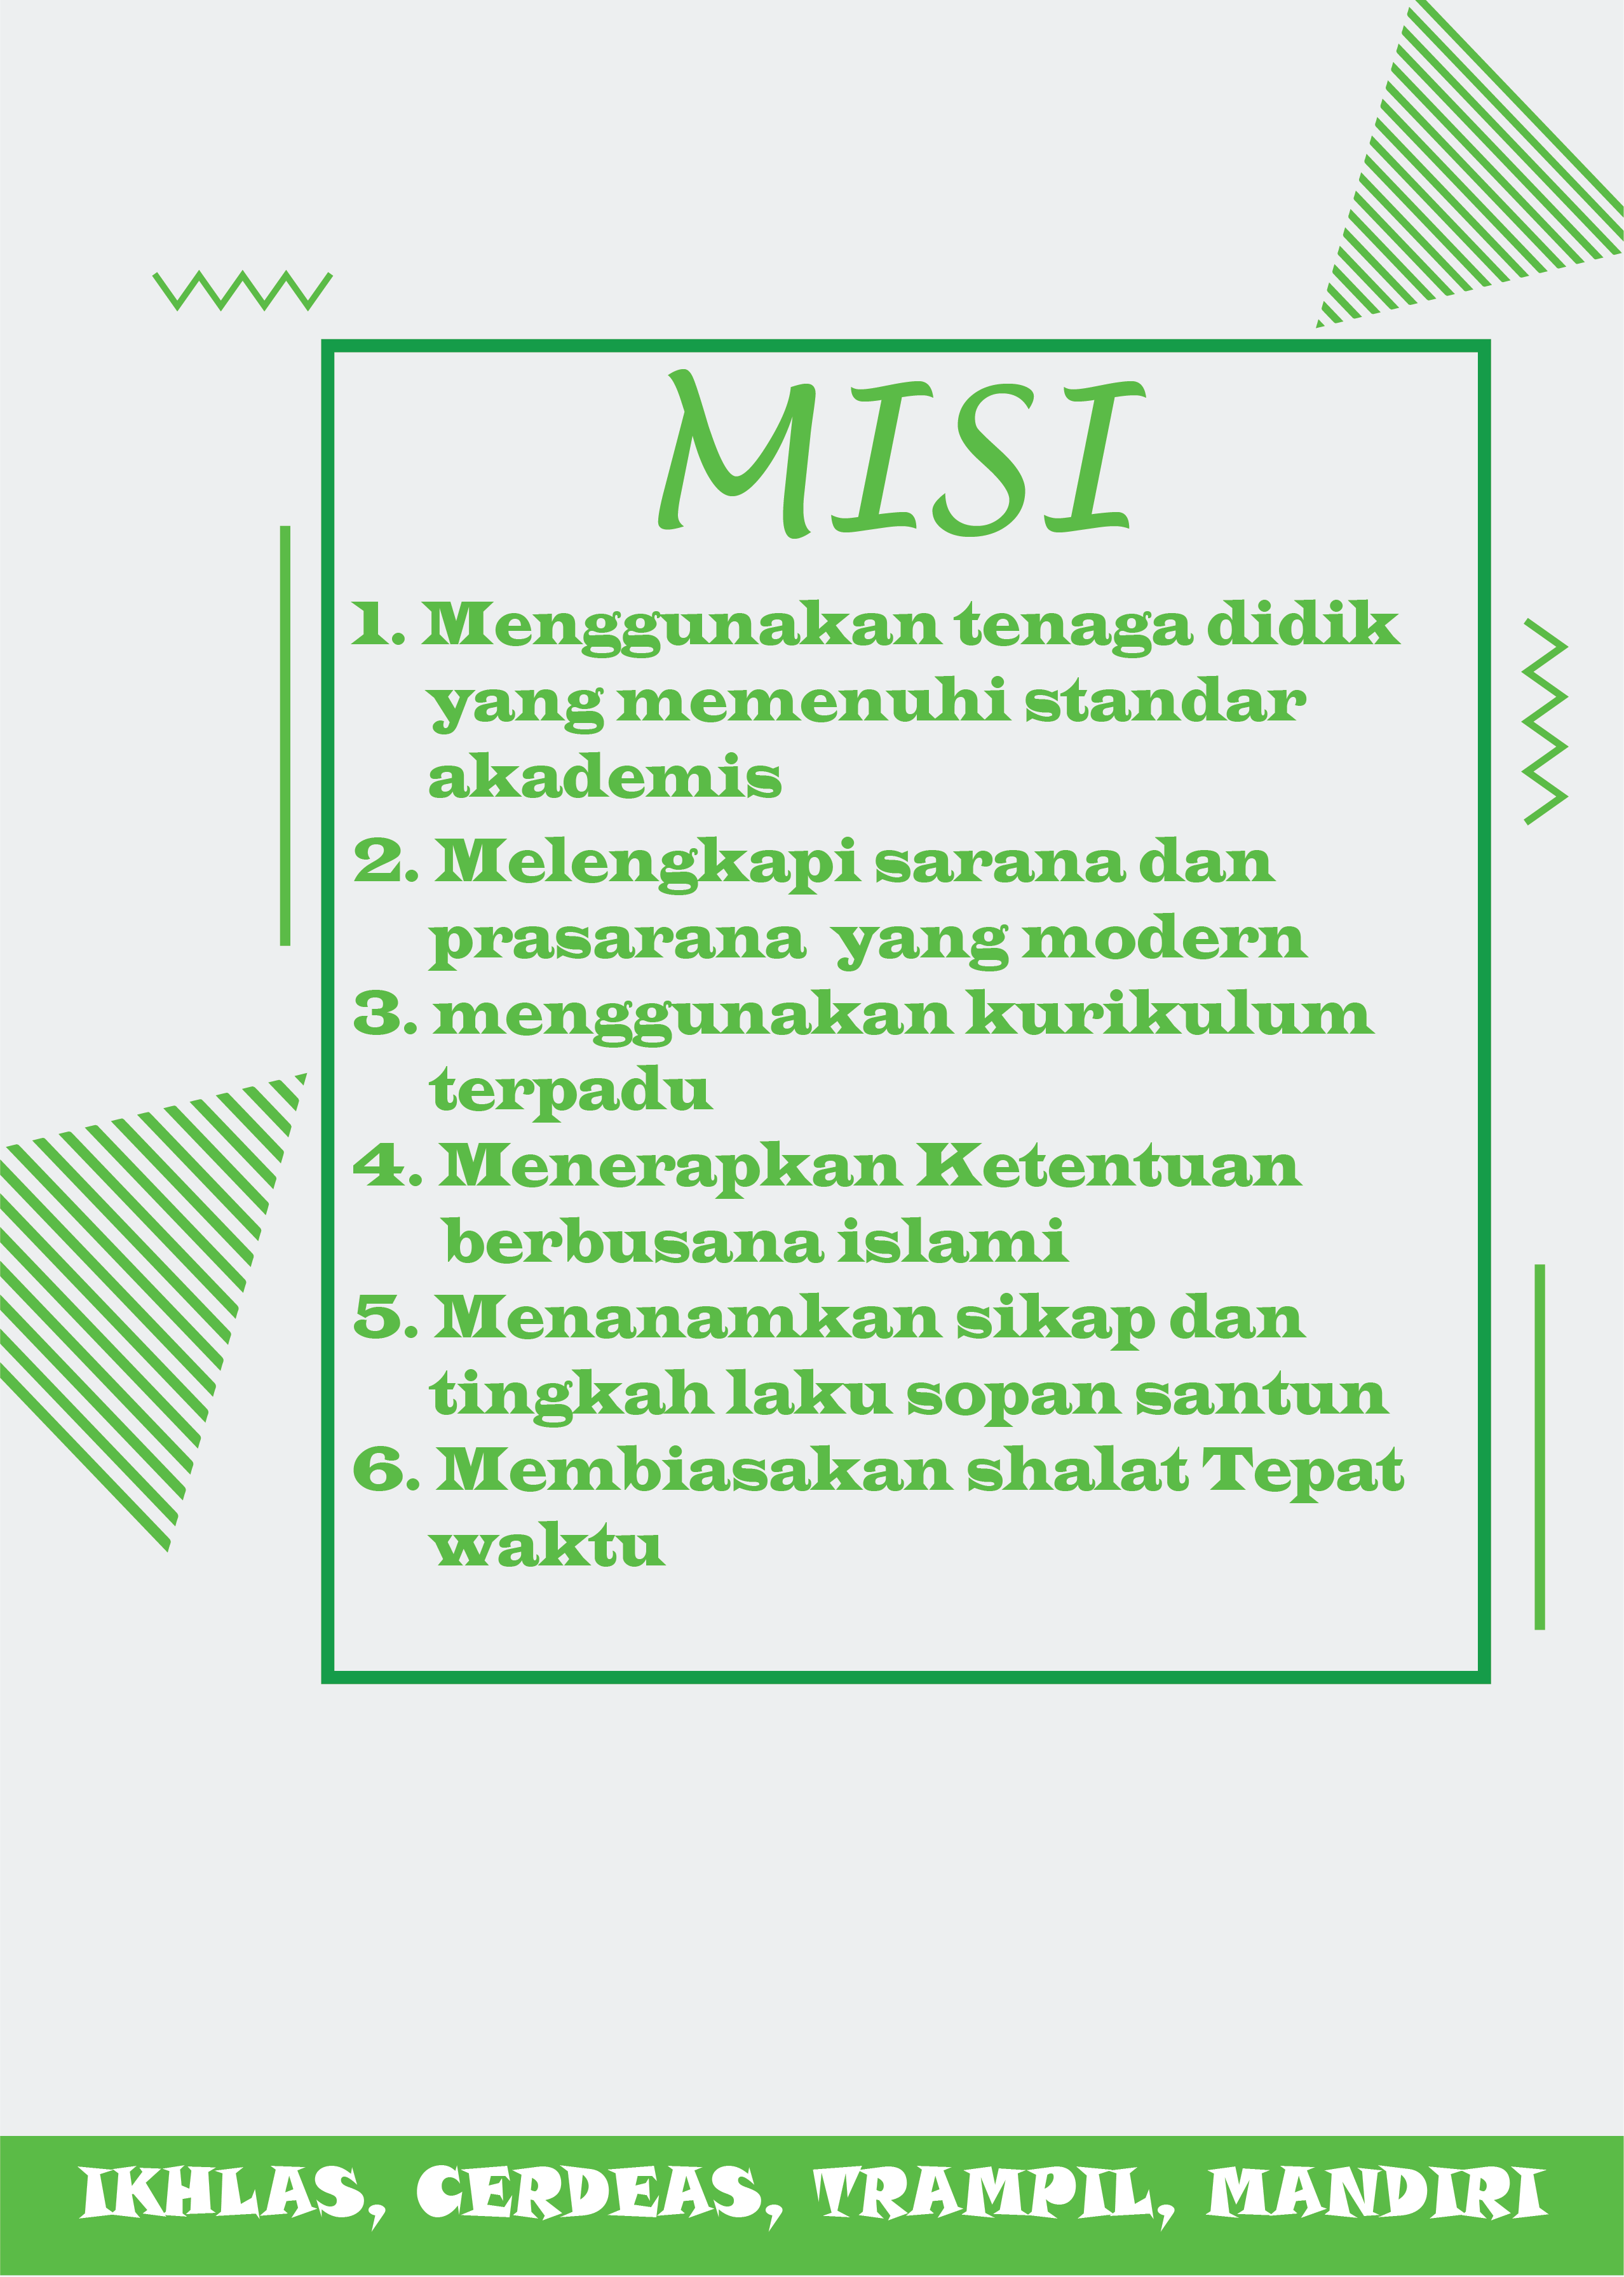 MISI
1. Menggunakan tenaga didik
yang memenuhi standar
akademis
2. Melengkapi sarana dan
prasarana yang modern
3. menggunakan kurikulum
terpadu
4. Menerapkan Ketentuan
berbusana islami
5. Menanamkan sikap dan
tingkah laku sopan santun
6. Membiasakan shalat Tepat
waktu
IKHLAS, CERDEAS, TRAMPIL, MANDIRI